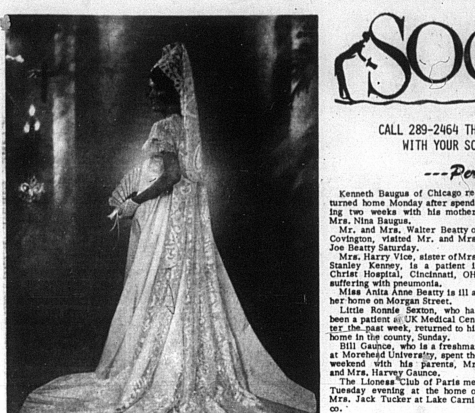 SOC
CALL 289-2464 TH
WITH YOUR SO
---Per
Kenneth Baugus of Chicago re
turned home Monday after spend
ing two weeks with his mother
Mrs. Nina Baugus.
Mr. and Mrs. Walter Beatty o
Covington, visited Mr. and Mrs
Joe Beatty Saturday.
Mrs. Harry Vice, sister of Mrs
Stanley Kenney, is a patient i
Christ Hospital, Cincinnati, OH
suffering with pneumonia.
Miss Anita Anne Beatty is ill a
her home on Morgan Street.
Little Ronnie Sexton, who ha
been a patient at UK Medical Cen
ter the past week, returned to hi
home in the county, Sunday.
Bill Gaunce, who is a freshma
at Morehead University, spent th
weekend with his parents, Mr
and Mrs. Harvey Gaunce.
The Lioness Club of Paris me
Tuesday evening at the home o
Mrs. Jack Tucker at Lake Carni
co.